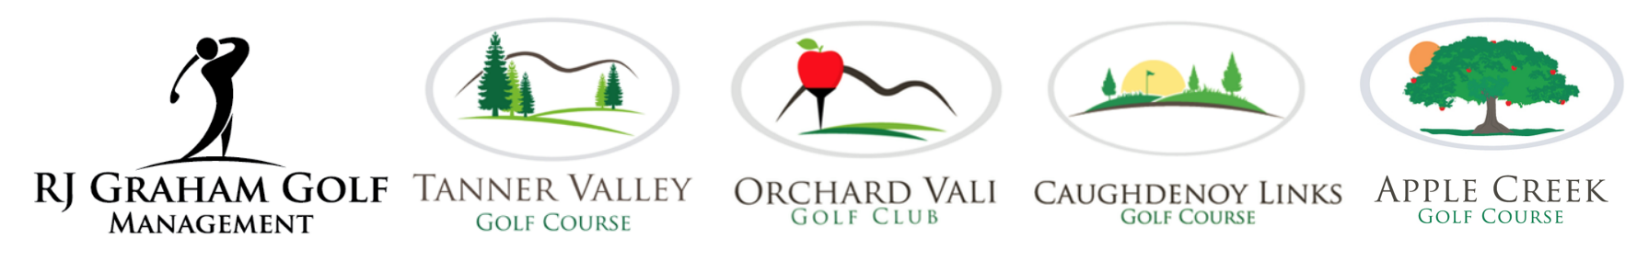 RJ GRAHAM GOLF
MANAGEMENT
TANNER VALLEY
GOLF COURSE
ORCHARD VALI
GOLF CLUB
CAUGHDENOY LINKS
GOLF COURSE
APPLE CREEK
GOLF COURSE